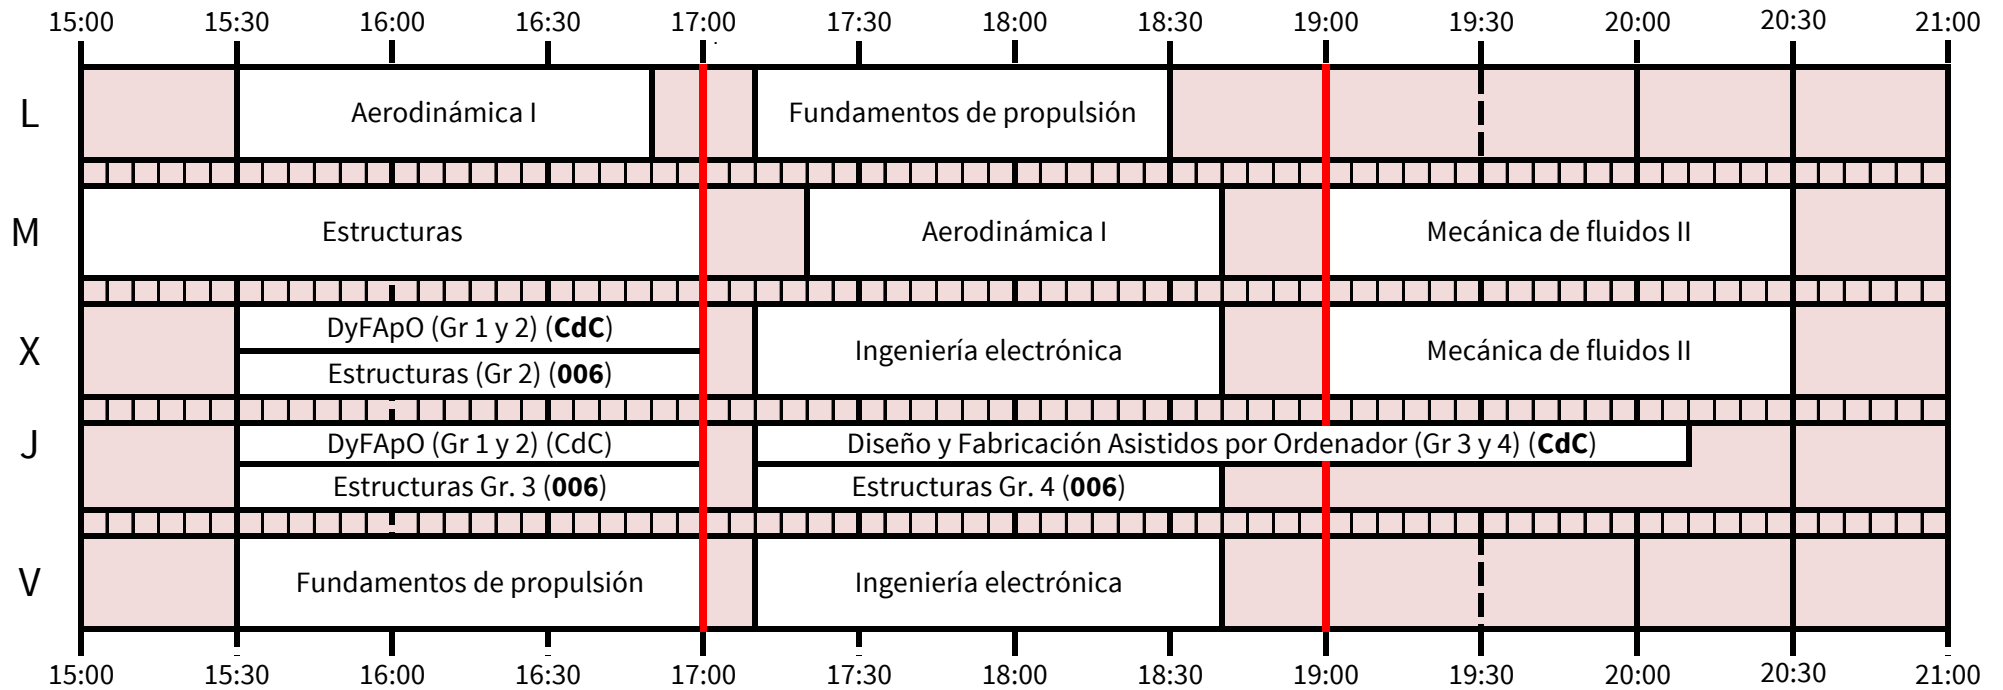 15:00 15:30 16:00 16:30 17:00 17:30 18:00 18:30 19:00 19:30 20:00 20:30 21:00
L
Aerodinámica I
Fundamentos de propulsión
M
Estructuras
Aerodinámica I
Mecánica de fluidos II
X
DyFApO (Gr 1 y 2) (CdC)
Estructuras (Gr 2) (006)
Ingeniería electrónica
Mecánica de fluidos II
J
DyFApO (Gr 1 y 2) (CdC)
Diseño y Fabricación Asistidos por Ordenador (Gr 3 y 4) (CdC)
Estructuras Gr. 3 (006)
Estructuras Gr. 4 (006)
V
Fundamentos de propulsión
Ingeniería electrónica
15:00 15:30 16:00 16:30 17:00 17:30 18:00 18:30 19:00 19:30 20:00 20:30 21:00